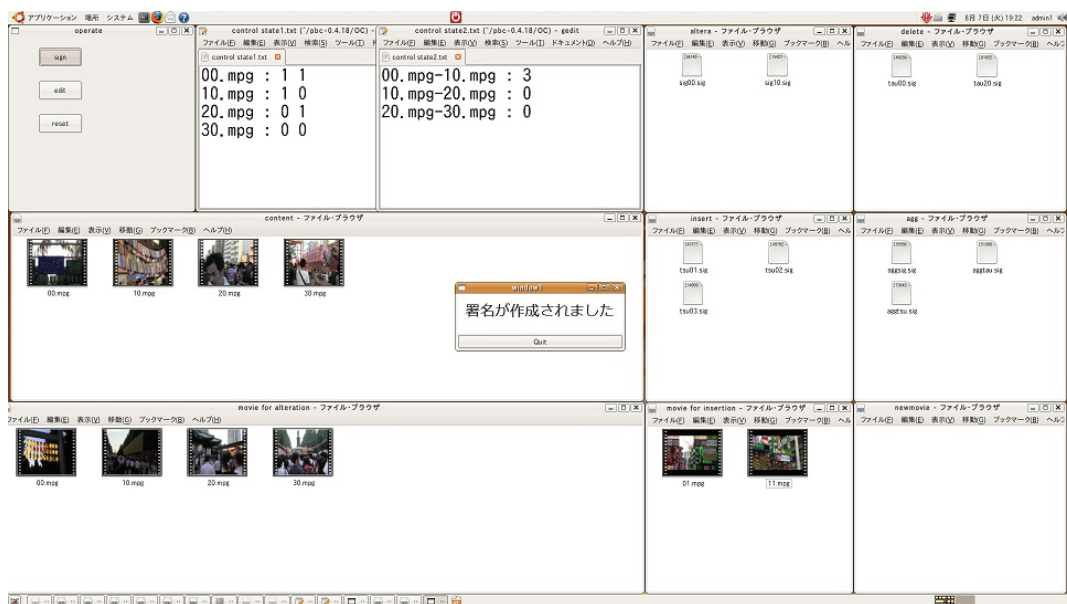 アプリケーション 場所 システム
8月 7日 (火) 19:22 admin1
operate
sign
edit
reset
control state1.txt (~/pbc-0.4.18/OC) -
ファイル(F) 編集(E) 表示(V) 検索(S) ツール(T)
control state1.txt
00.mpg : 1 1
10.mpg : 1 0
20.mpg : 0 1
30.mpg : 0 0
control state2.txt (~/pbc-0.4.18/OC) - gedit
ファイル(F) 編集(E) 表示(V) 検索(S) ツール(T) ドキュメント(D) ヘルプ(H)
control state2.txt
00.mpg-10.mpg : 3
10.mpg-20.mpg : 0
20.mpg-30.mpg : 0
altera - ファイル・ブラウザ
ファイル(F) 編集(E) 表示(V) 移動(G) ブックマーク(B) ヘル
sig00.sig
sig10.sig
delete - ファイル・ブラウザ
ファイル(F) 編集(E) 表示(V) 移動(G) ブックマーク(B) ヘルプ
tau00.sig
tau20.sig
content - ファイル・ブラウザ
ファイル(F) 編集(E) 表示(V) 移動(G) ブックマーク(B) ヘルプ(H)
00.mpg
10.mpg
20.mpg
30.mpg
window1
署名が作成されました
Quit
insert - ファイル・ブラウザ
ファイル(F) 編集(E) 表示(V) 移動(G) ブックマーク(B) ヘル
tsu01.sig
tsu02.sig
tsu03.sig
agg - ファイル・ブラウザ
ファイル(F) 編集(E) 表示(V) 移動(G) ブックマーク(B) ヘルプ
aggsig.sig
aggtau.sig
aggtsu.sig
movie for alteration - ファイル・ブラウザ
ファイル(F) 編集(E) 表示(V) 移動(G) ブックマーク(B) ヘルプ(H)
00.mpg
10.mpg
20.mpg
30.mpg
movie for insertion - ファイル・ブラウザ
ファイル(F) 編集(E) 表示(V) 移動(G) ブックマーク(B) ヘル
01.mpg
11.mpg
newmovie - ファイル・ブラウザ
ファイル(F) 編集(E) 表示(V) 移動(G) ブックマーク(B) ヘルプ